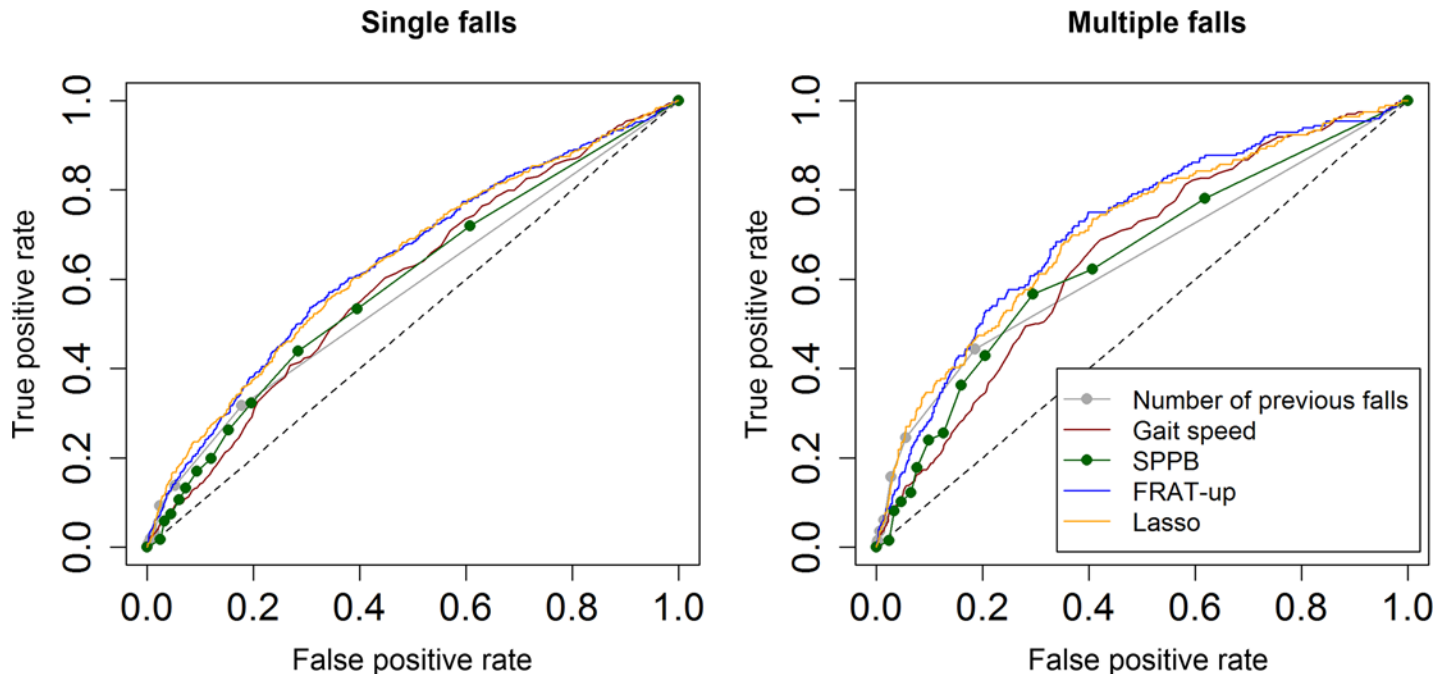 Single falls
True positive rate
0.0 0.2 0.4 0.6 0.8 1.0
0.0 0.2 0.4 0.6 0.8 1.0
False positive rate
Multiple falls
True positive rate
0.0 0.2 0.4 0.6 0.8 1.0
Number of previous falls
Gait speed
SPPB
FRAT-up
Lasso
0.0 0.2 0.4 0.6 0.8 1.0
False positive rate